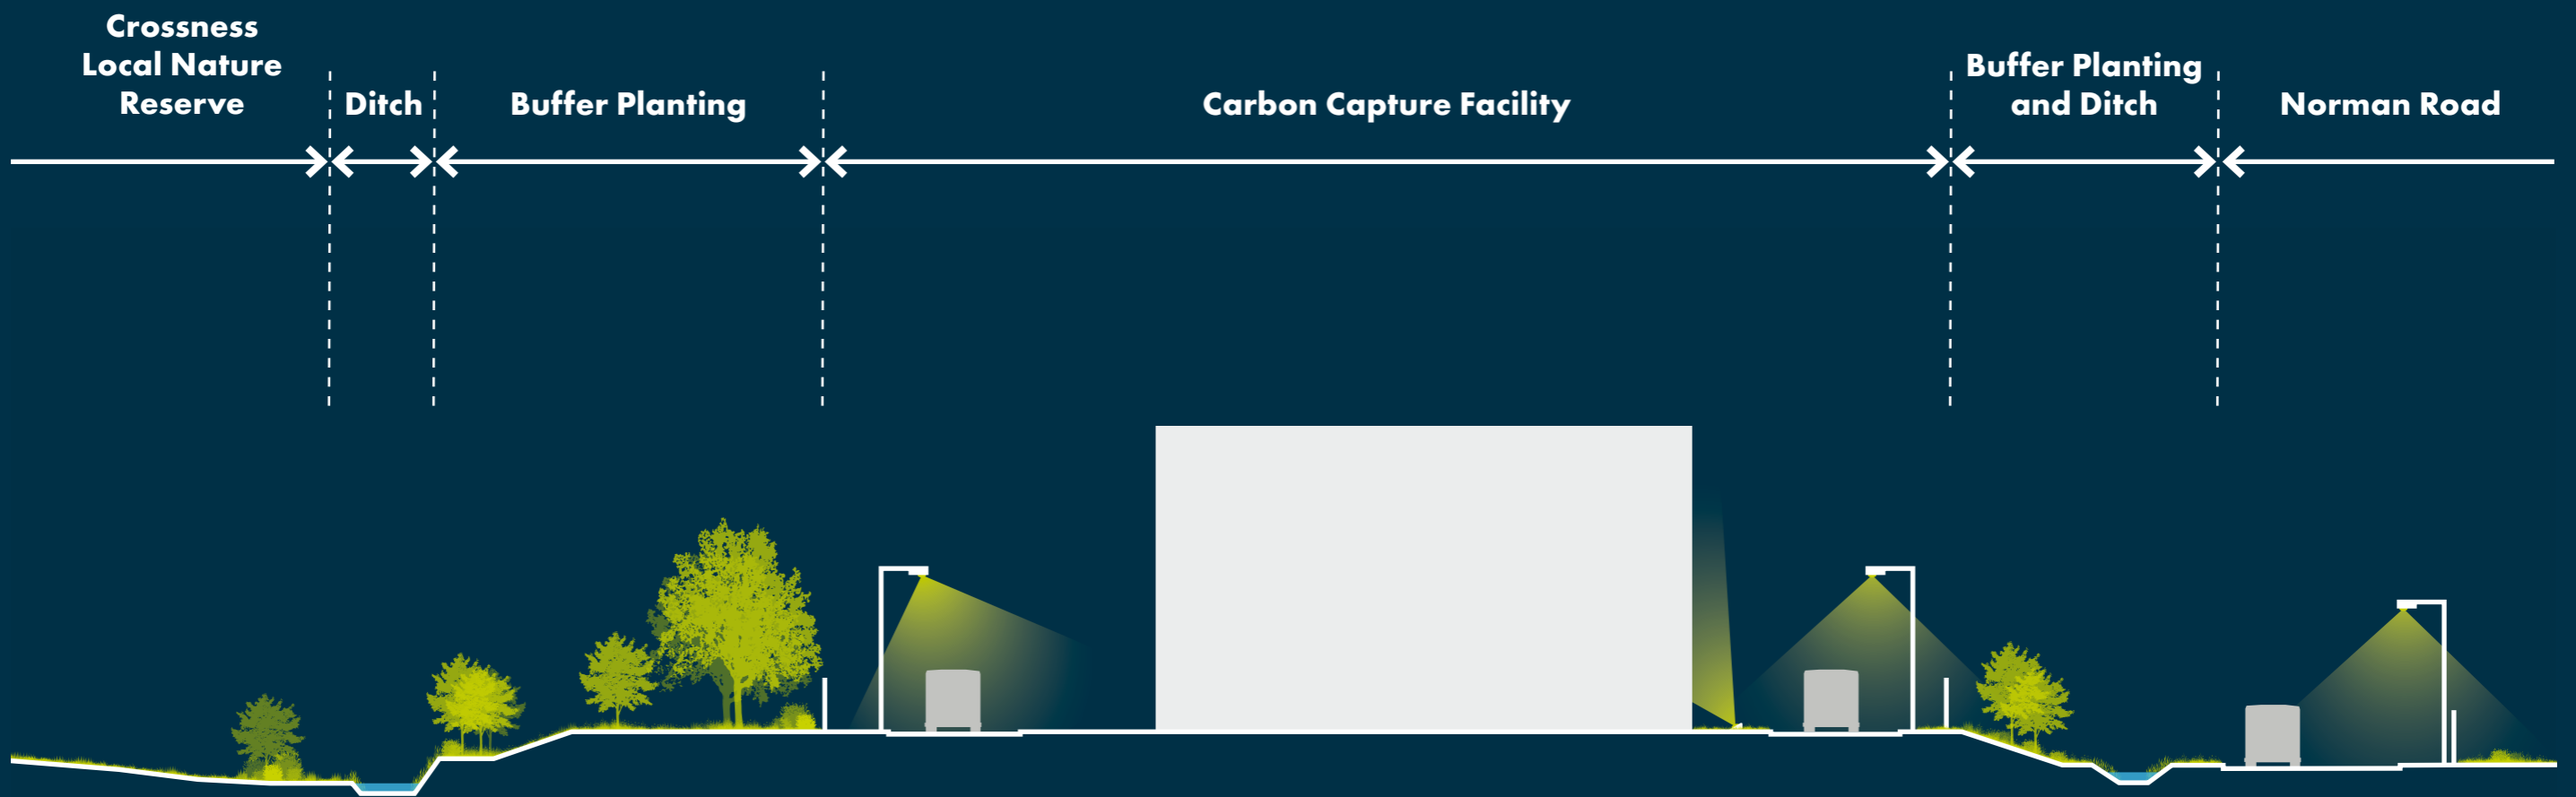 Crossness
Local Nature
Reserve
Ditch
Buffer Planting
Carbon Capture Facility
Buffer Planting
and Ditch
Norman Road